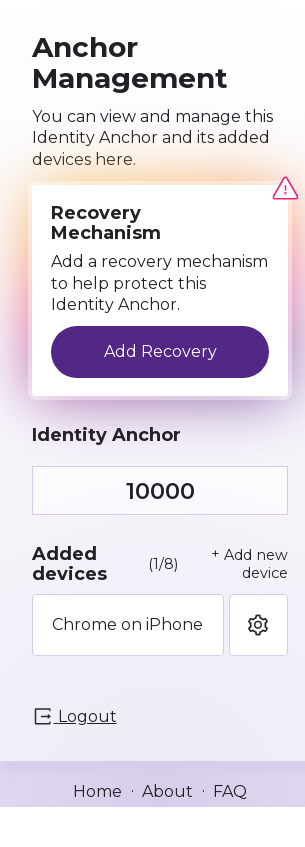 Anchor
Management
You can view and manage this
Identity Anchor and its added
devices here.
Recovery
Mechanism
Add a recovery mechanism
to help protect this
Identity Anchor.
Add Recovery
Identity Anchor
10000
Added
devices
(1/8)
+ Add new
device
Chrome on iPhone
Logout
Home · About · FAQ